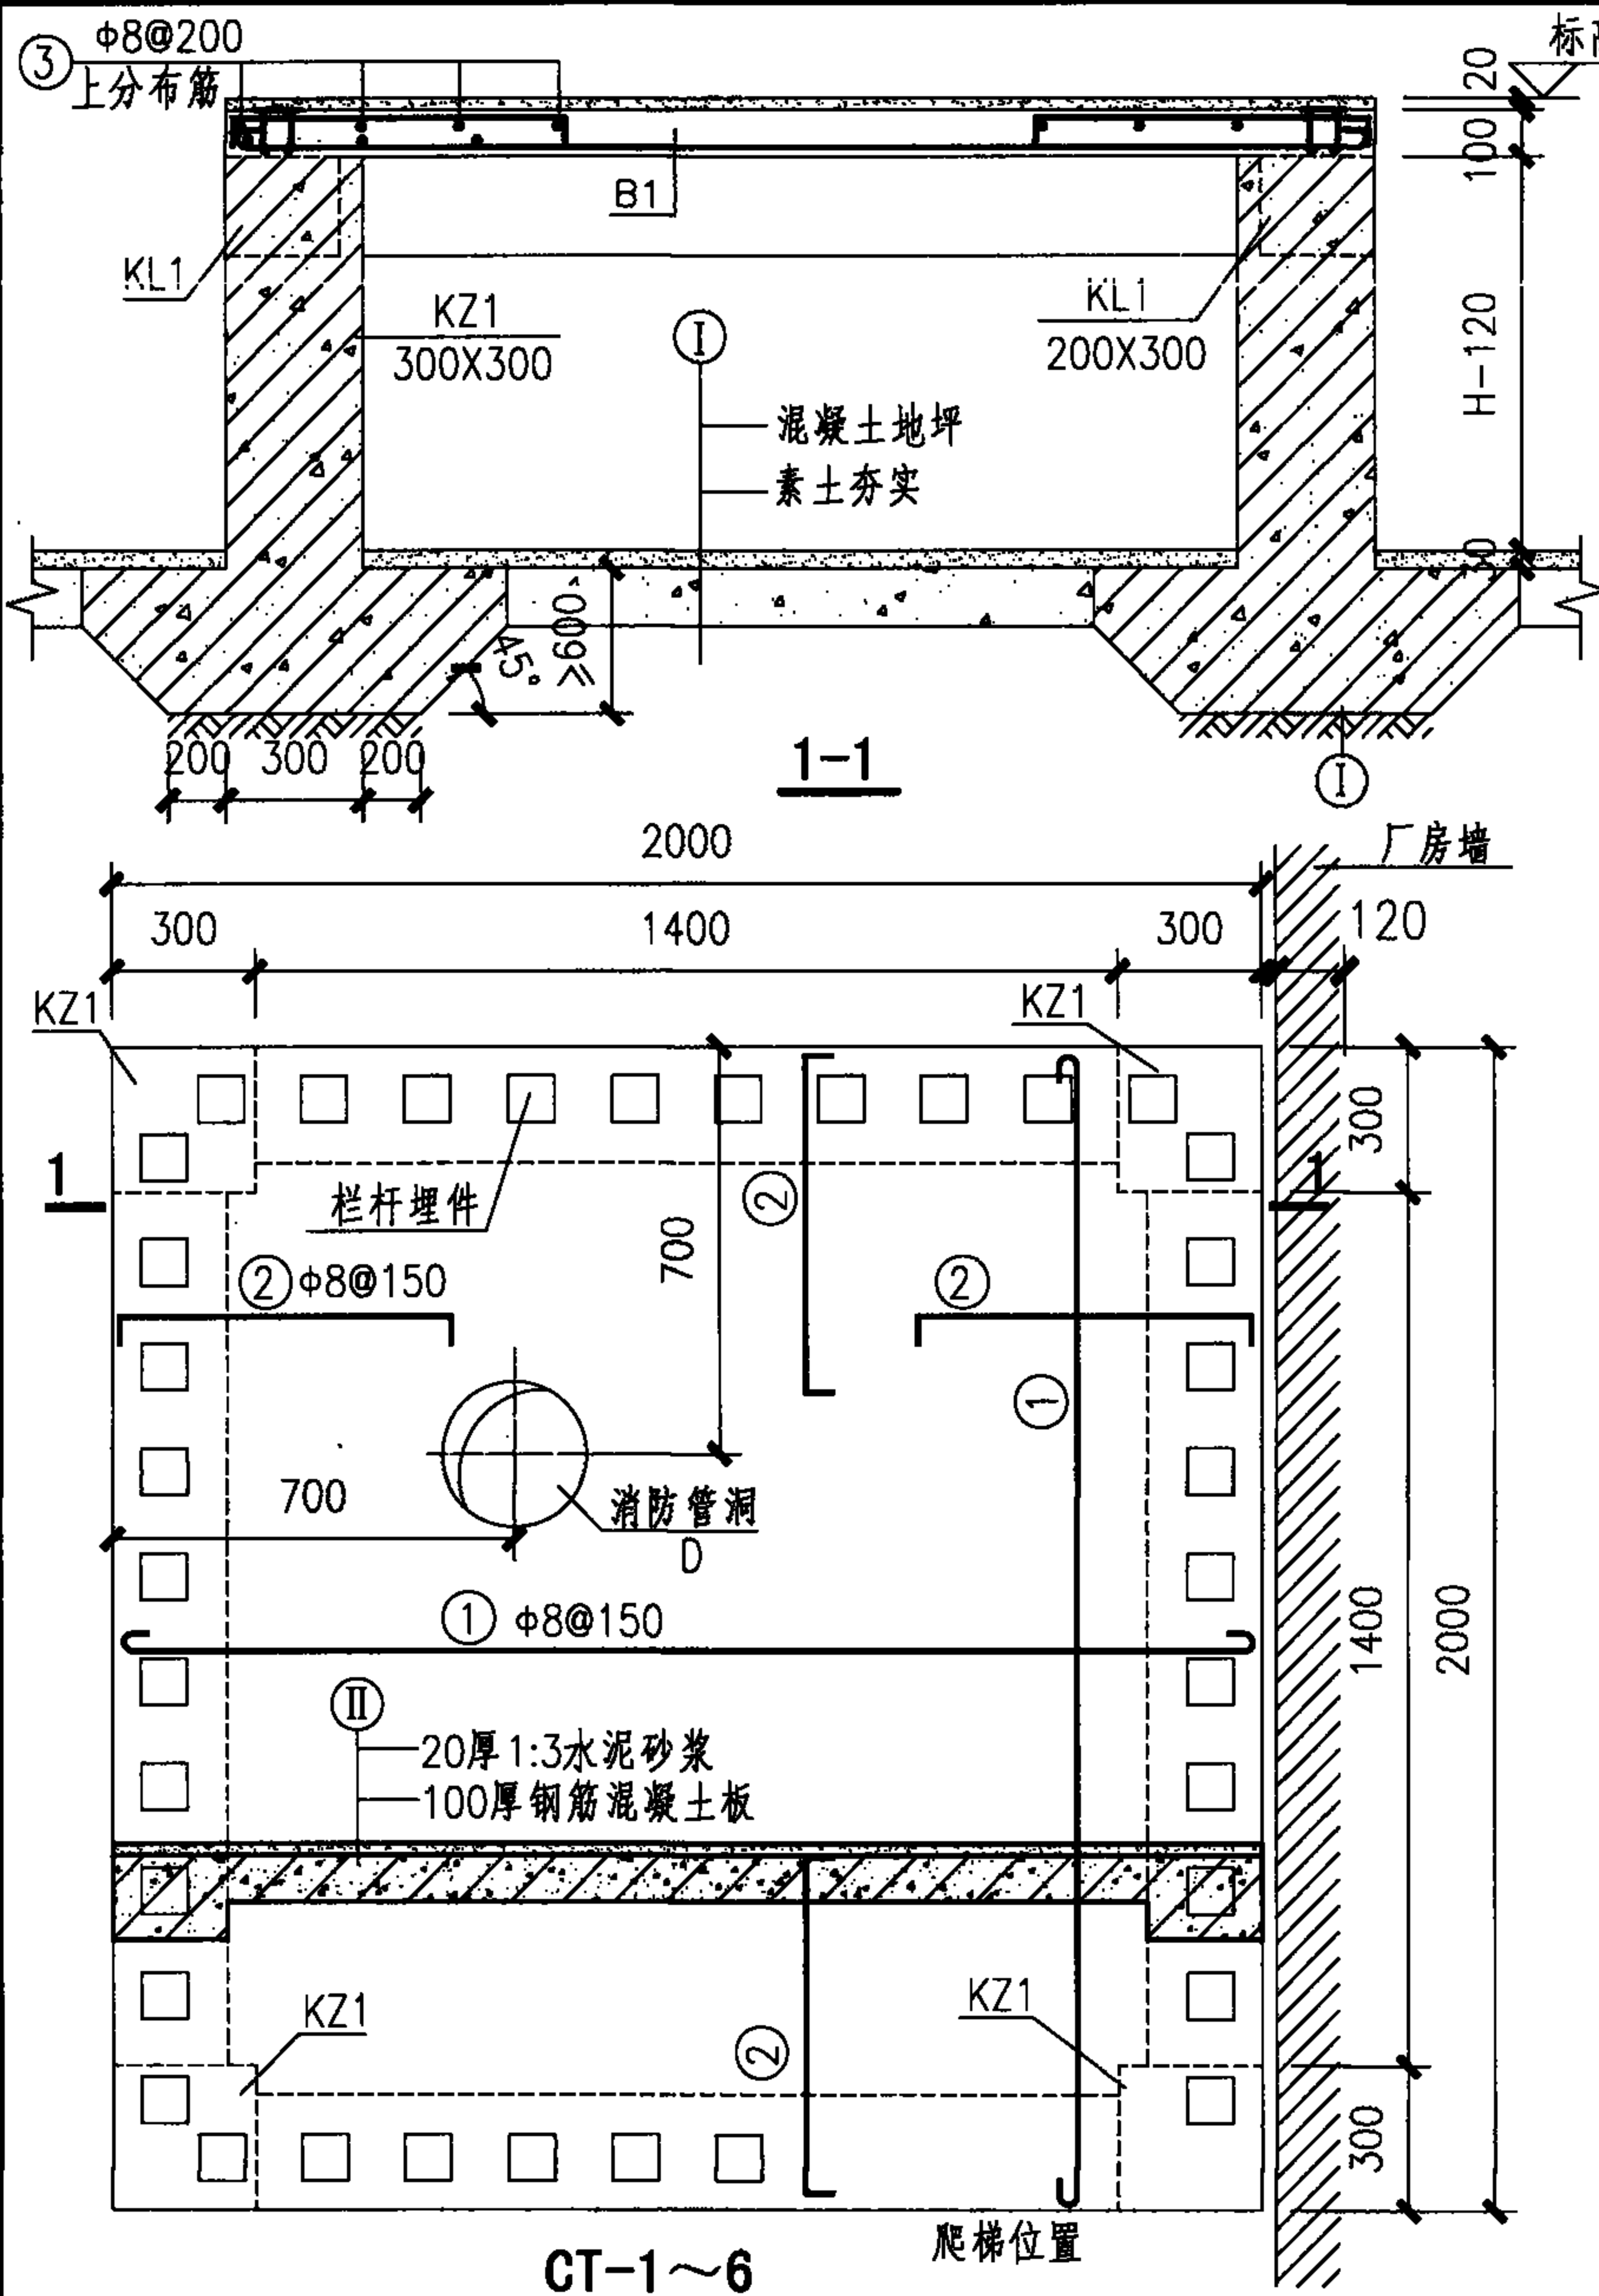 ③ Φ8@200
上分布筋
20
100
B1
KL1
KZ1
300X300
Ⅰ
KL1
200X300
H-120
混凝土地坪
素土夯实
45°
≥600
200 300 200
1-1
Ⅰ
2000
厂房墙
300 1400 300 120
KZ1
KZ1
300
1
1
栏杆埋件
②
700
② Φ8@150
②
①
700
消防管洞
D
① Φ8@150
1400
2000
Ⅱ
20厚1:3水泥砂浆
100厚钢筋混凝土板
KZ1
KZ1
②
300
爬梯位置
CT-1~6